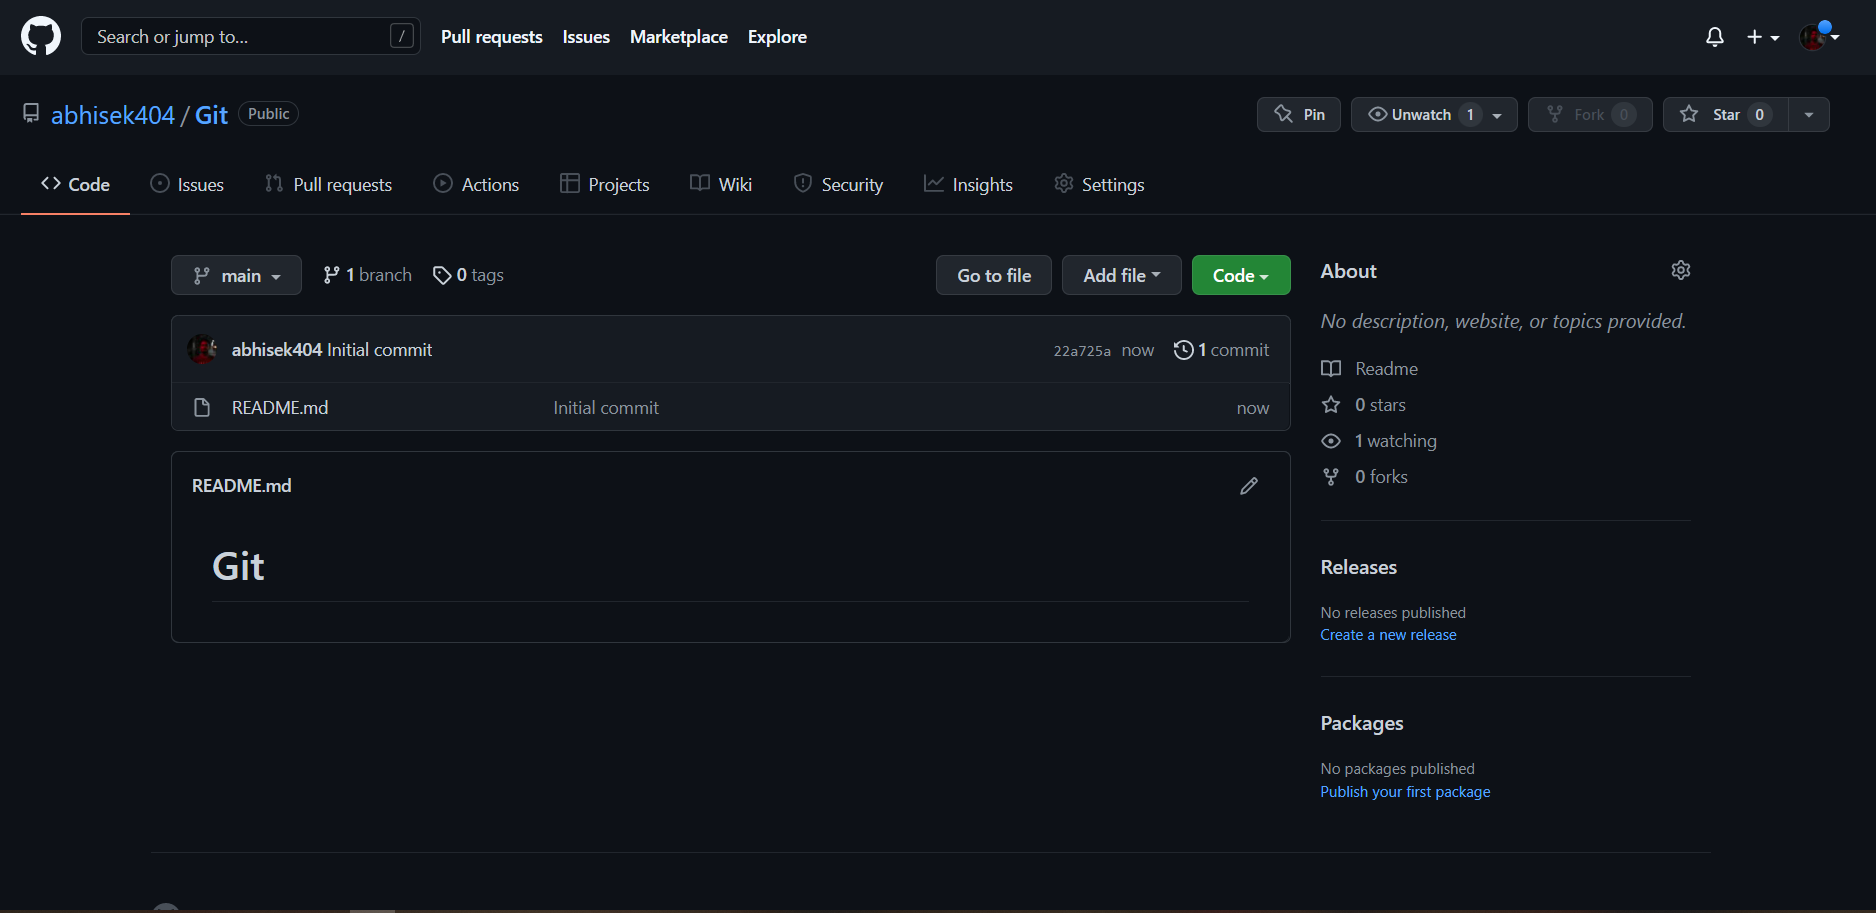 Search or jump to... / Pull requests Issues Marketplace Explore
abhisek404 / Git Public Pin Unwatch 1 Fork 0 Star 0
Code Issues Pull requests Actions Projects Wiki Security Insights Settings
main 1 branch 0 tags Go to file Add file Code
abhisek404 Initial commit 22a725a now 1 commit
README.md Initial commit now
README.md
Git
About
No description, website, or topics provided.
Readme
0 stars
1 watching
0 forks
Releases
No releases published
Create a new release
Packages
No packages published
Publish your first package